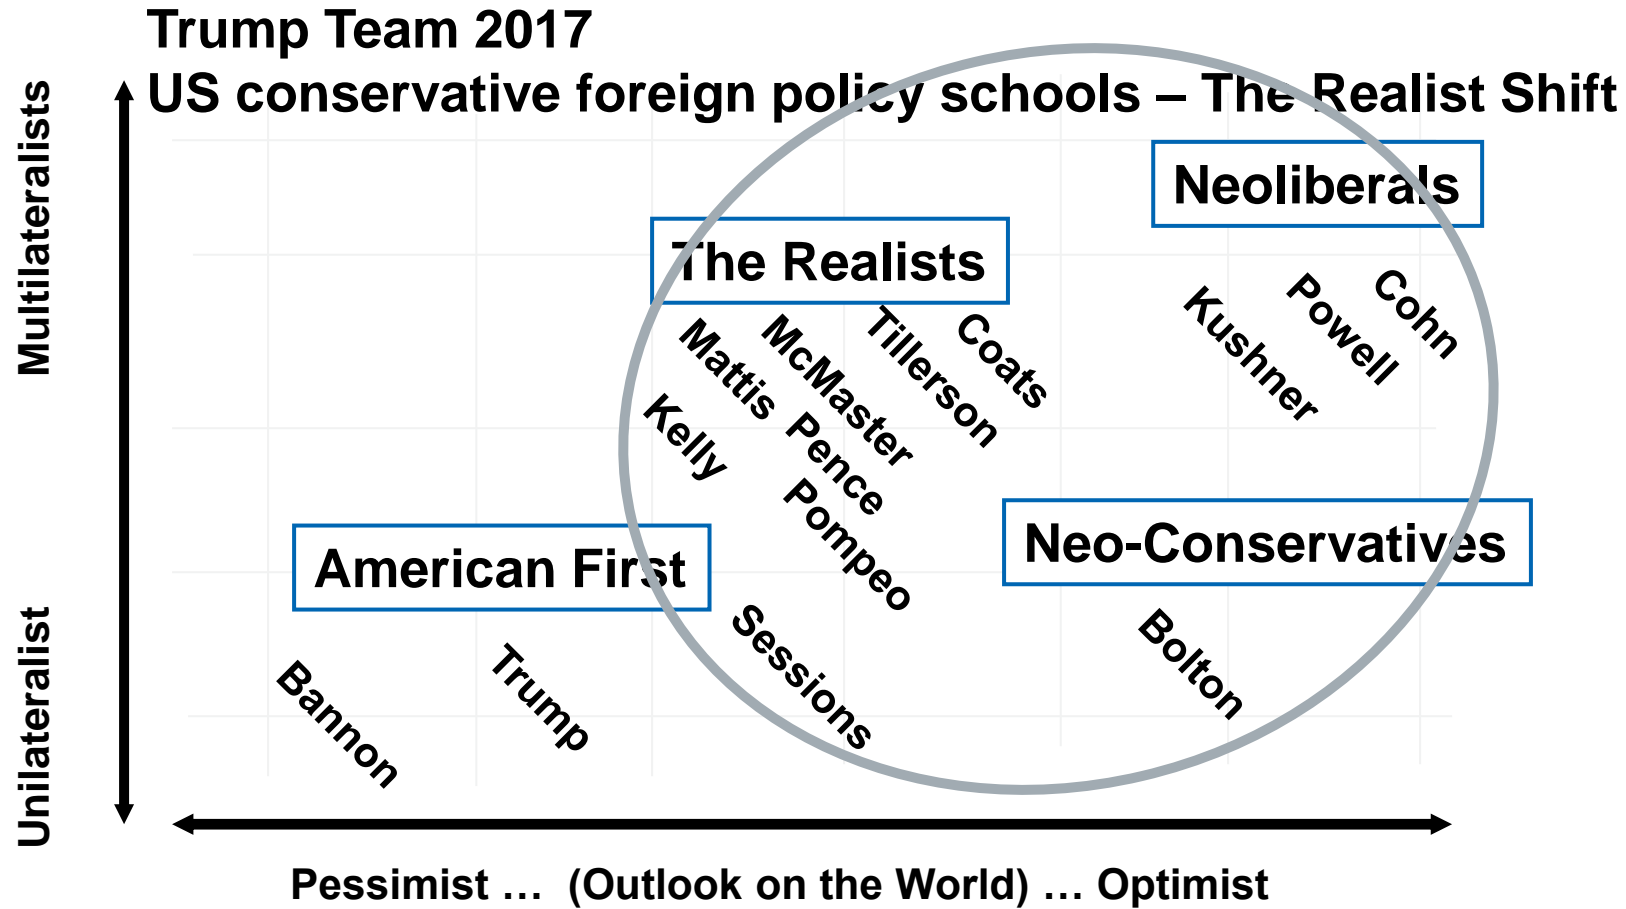 Trump Team 2017
US conservative foreign policy schools – The Realist Shift
Multilateralists
Unilateralist
Neoliberals
The Realists
Cohn
Powell
Kushner
Coats
Tillerson
McMaster
Mattis
Kelly
Pence
Pompeo
Neo-Conservatives
American First
Sessions
Bolton
Trump
Bannon
Pessimist … (Outlook on the World) … Optimist